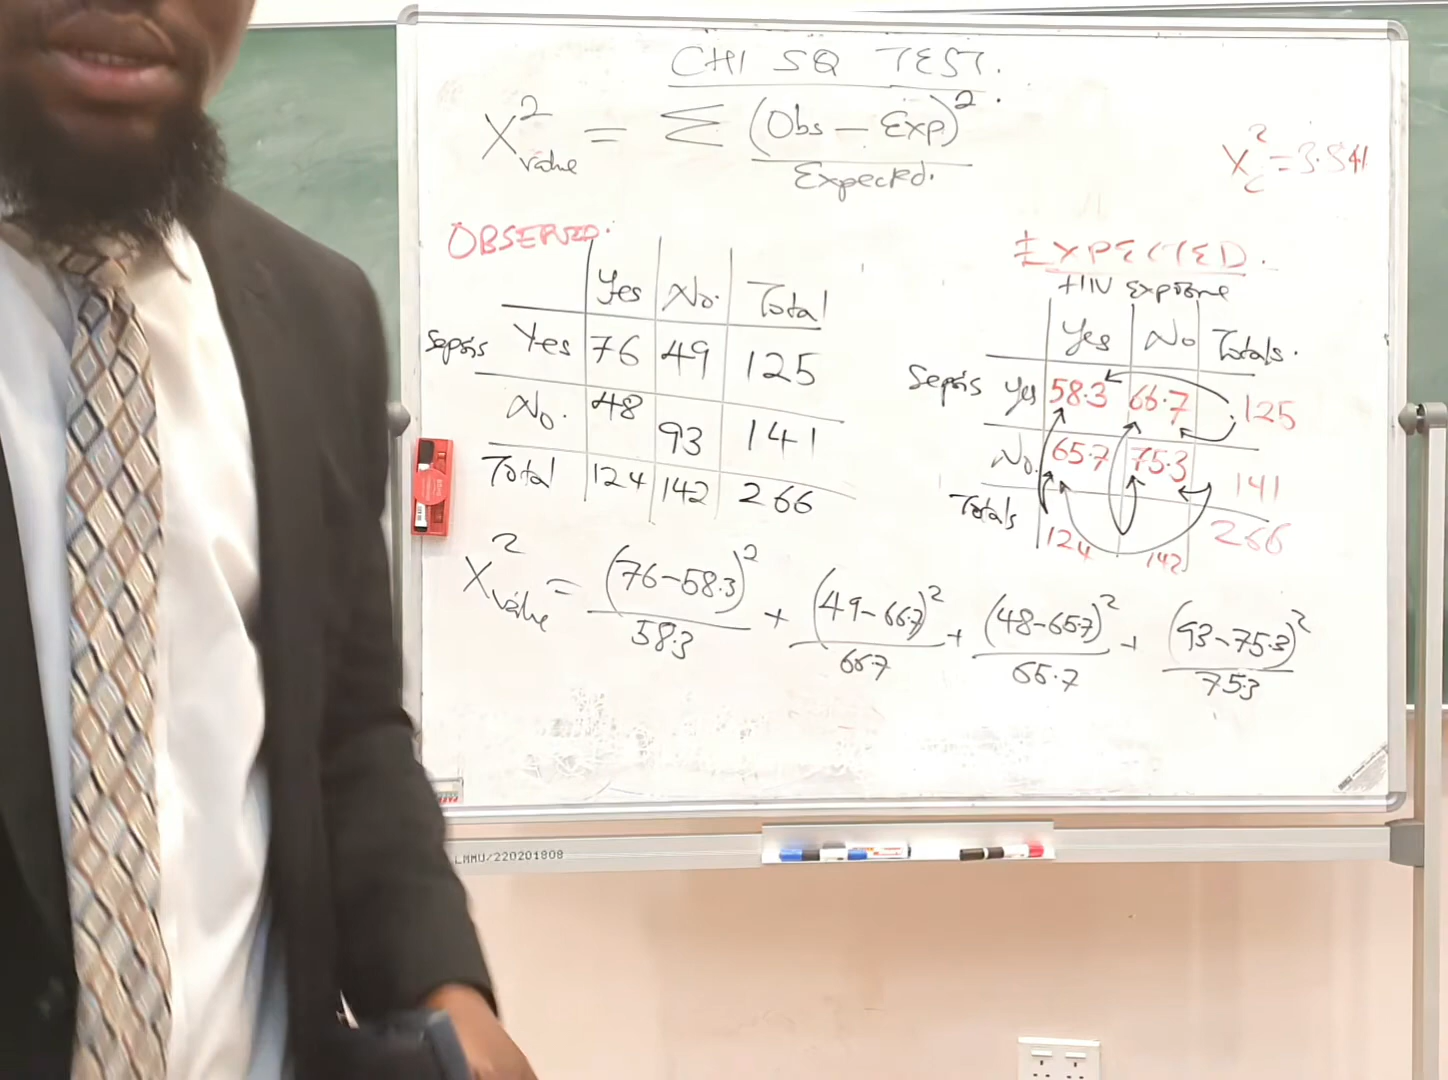 CHI SQ TEST.
X²value = Σ (Obs – Exp)² / Expected.
X²c = 3.841
OBSERVED.
Yes No. Total
Sepsis Yes 76 49 125
No. 48 93 141
Total 124 142 266
EXPECTED.
HIV Exposure
Yes No Totals.
Sepsis Yes 58.3 66.7 125
No. 65.7 75.3 141
Totals 124 142 266
X²value = (76-58.3)² / 58.3 + (49-66.7)² / 66.7 + (48-65.7)² / 65.7 + (93-75.3)² / 75.3
LMMU/220201808